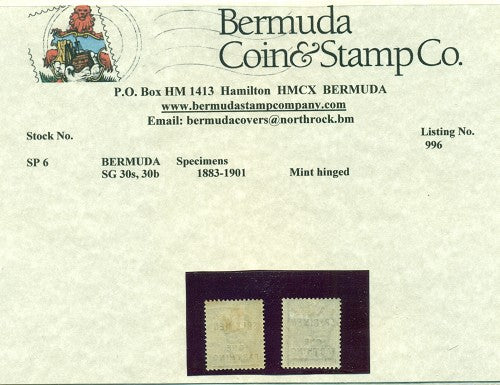 Bermuda
Coin&Stamp Co.
P.O. Box HM 1413 Hamilton HMCX BERMUDA
www.bermudastampcompany.com
Email: bermudacovers@northrock.bm
Stock No.
Listing No.
996
SP 6 BERMUDA Specimens
SG 30s, 30b 1883-1901 Mint hinged